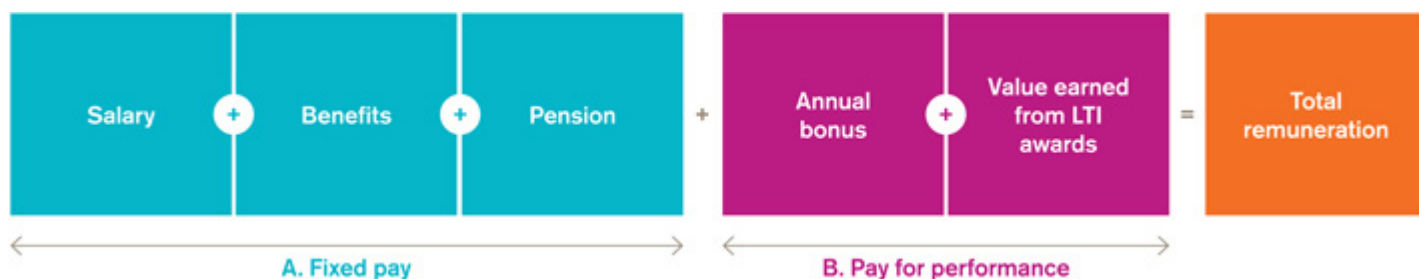 Salary
+
Benefits
+
Pension
+
Annual
bonus
+
Value earned
from LTI
awards
=
Total
remuneration
A. Fixed pay
B. Pay for performance